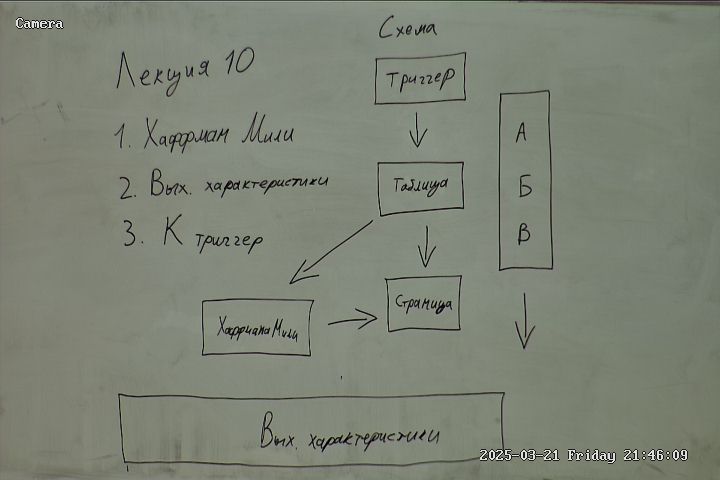 Camera
Схема
Лекция 10
Триггер
1. Хаффман Мили
А
2. Вых. характеристики
Таблица
Б
3. К триггер
В
Страница
Хаффмана Мили
Вых. характеристики
2025-03-21 Friday 21:46:09